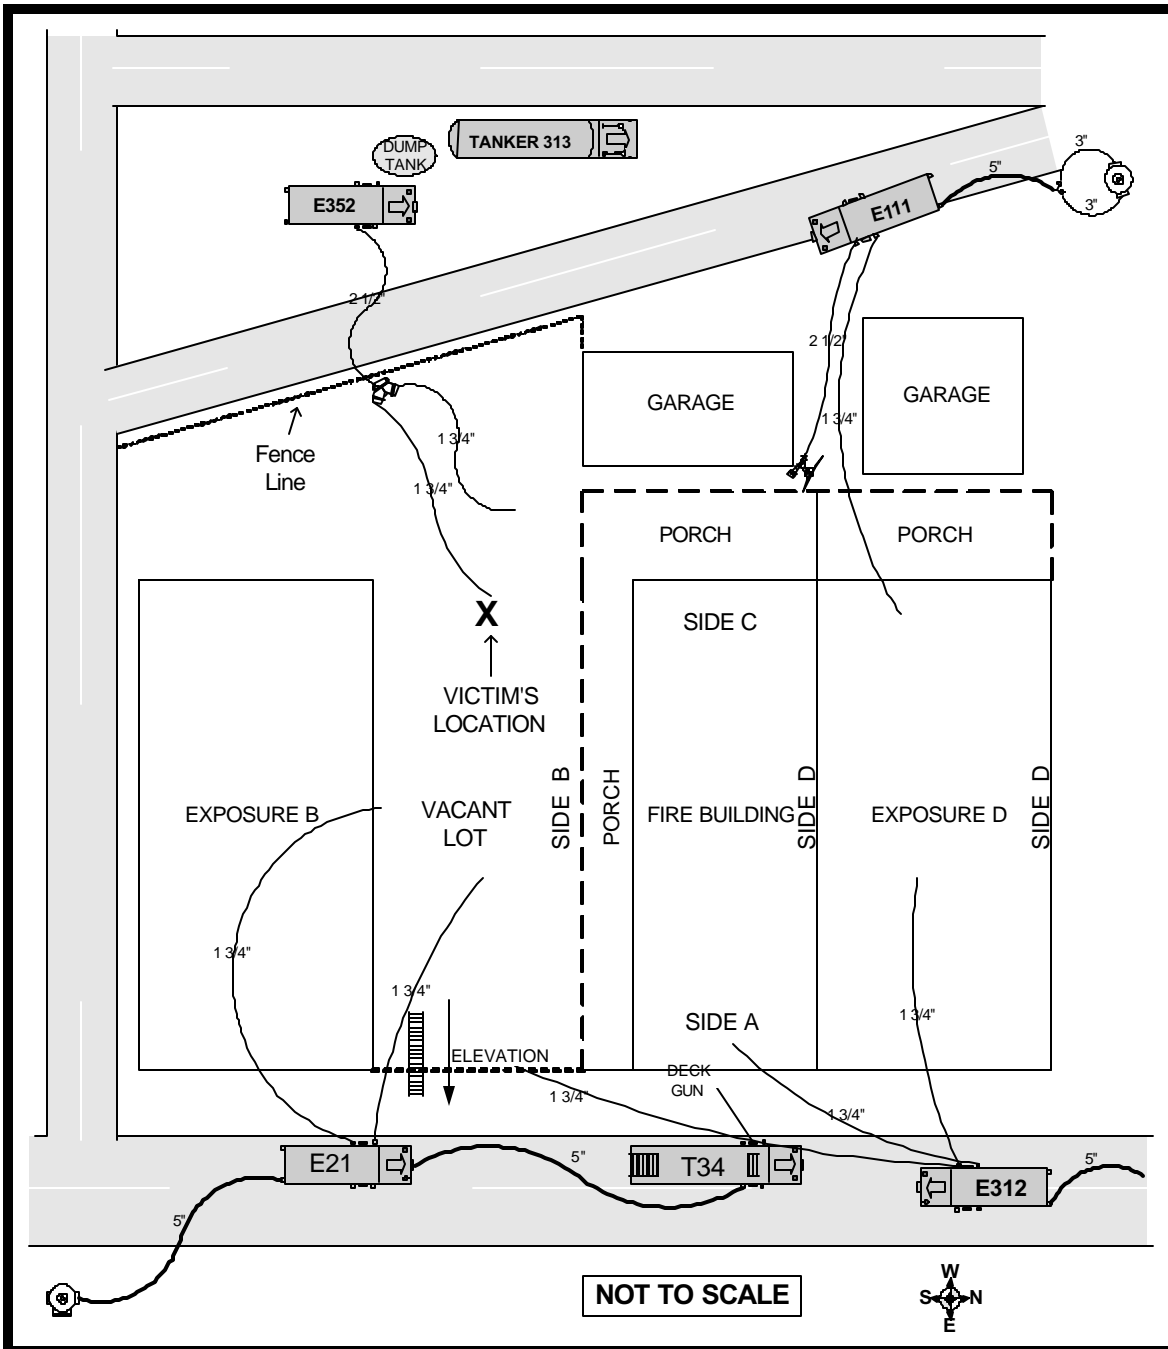 DUMP
TANK
TANKER 313
3"
5"
3"
E352
E111
2 1/2"
2 1/2"
GARAGE
GARAGE
1 3/4"
1 3/4"
Fence
Line
1 3/4"
PORCH
PORCH
X
SIDE C
VICTIM'S
LOCATION
EXPOSURE B
VACANT
LOT
SIDE B
PORCH
FIRE BUILDING
SIDE D
EXPOSURE D
SIDE D
1 3/4"
1 3/4"
1 3/4"
SIDE A
ELEVATION
DECK
GUN
1 3/4"
1 3/4"
E21
5"
T34
E312
5"
5"
NOT TO SCALE
W
S N
E